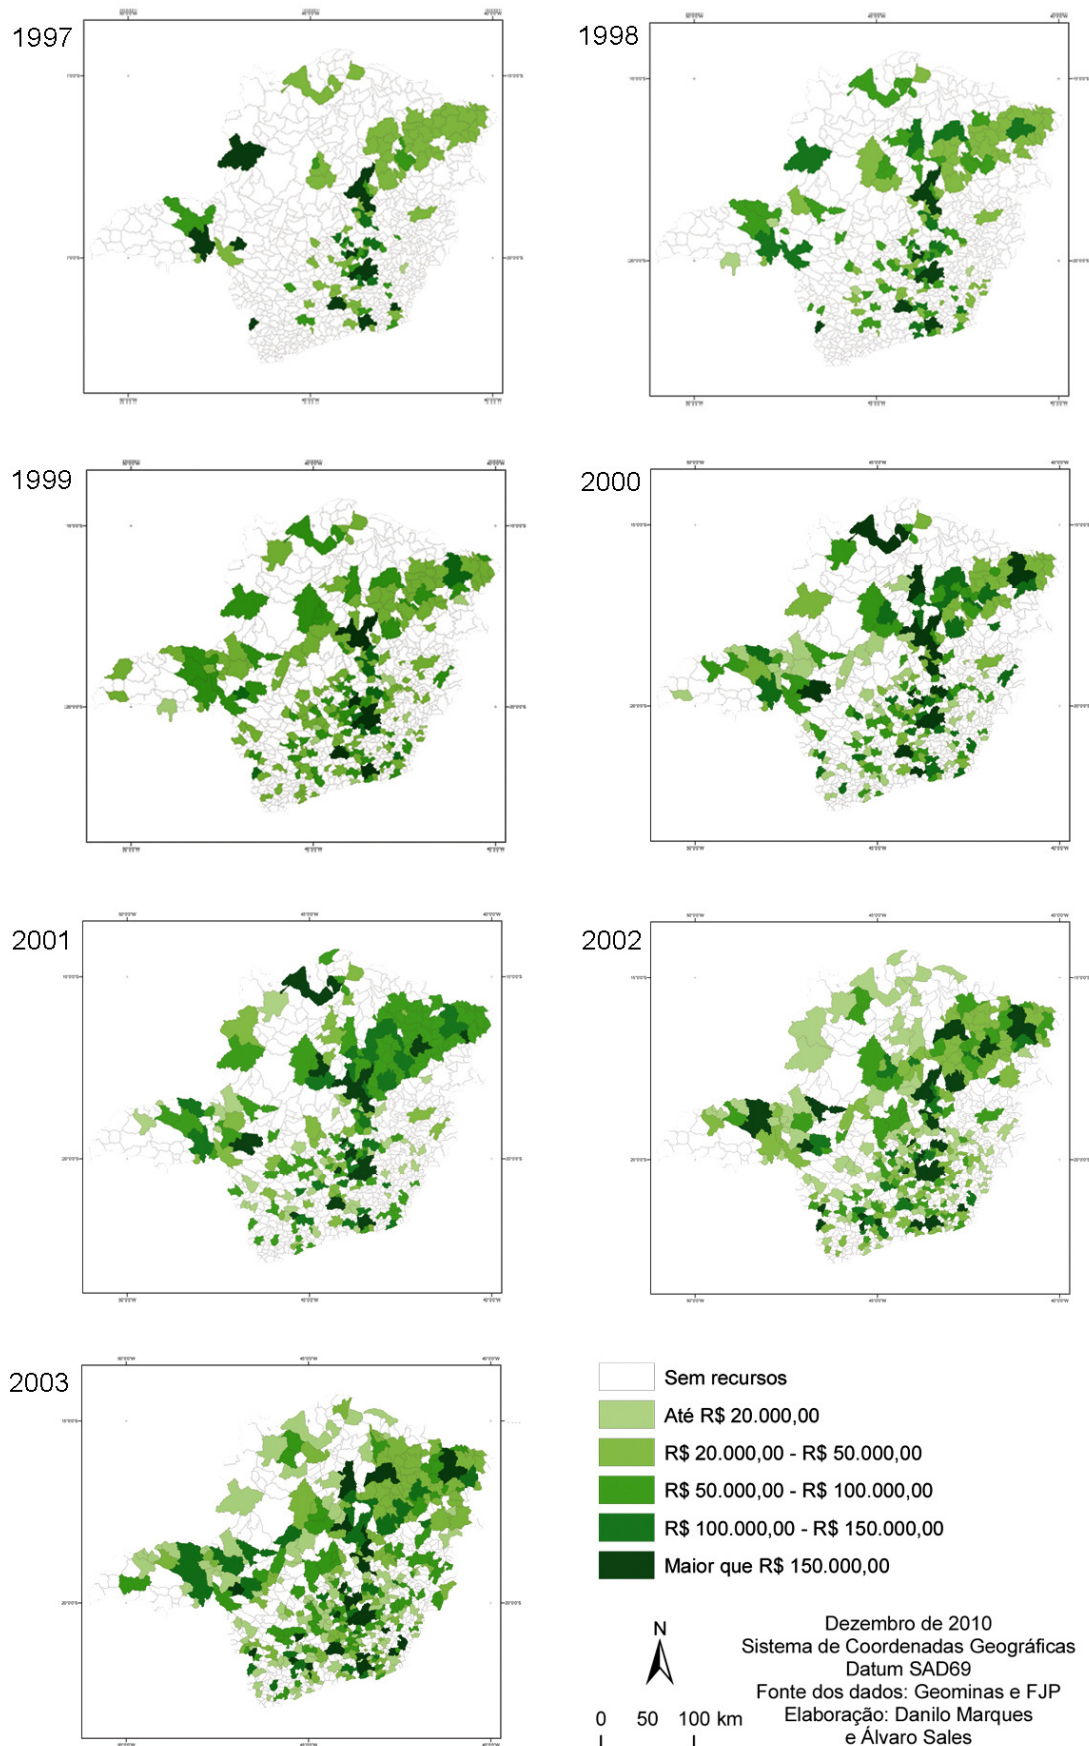 1997
1998
1999
2000
2001
2002
2003
Sem recursos
Até R$ 20.000,00
R$ 20.000,00 - R$ 50.000,00
R$ 50.000,00 - R$ 100.000,00
R$ 100.000,00 - R$ 150.000,00
Maior que R$ 150.000,00
N
0 50 100 km
Dezembro de 2010
Sistema de Coordenadas Geográficas
Datum SAD69
Fonte dos dados: Geominas e FJP
Elaboração: Danilo Marques
e Álvaro Sales